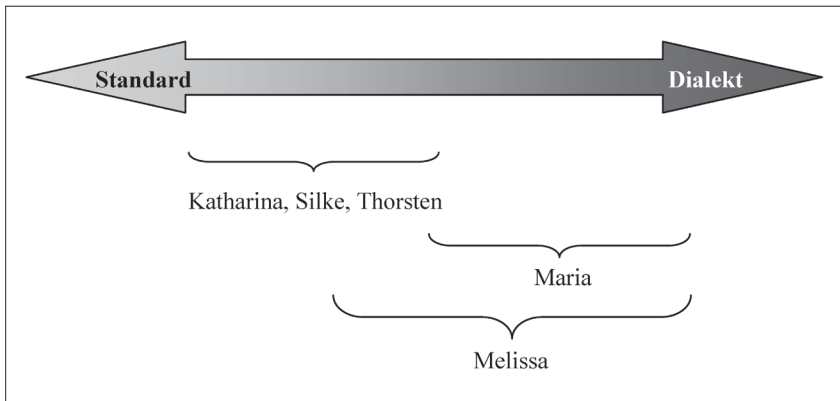 Standard Dialekt
Katharina, Silke, Thorsten
Maria
Melissa